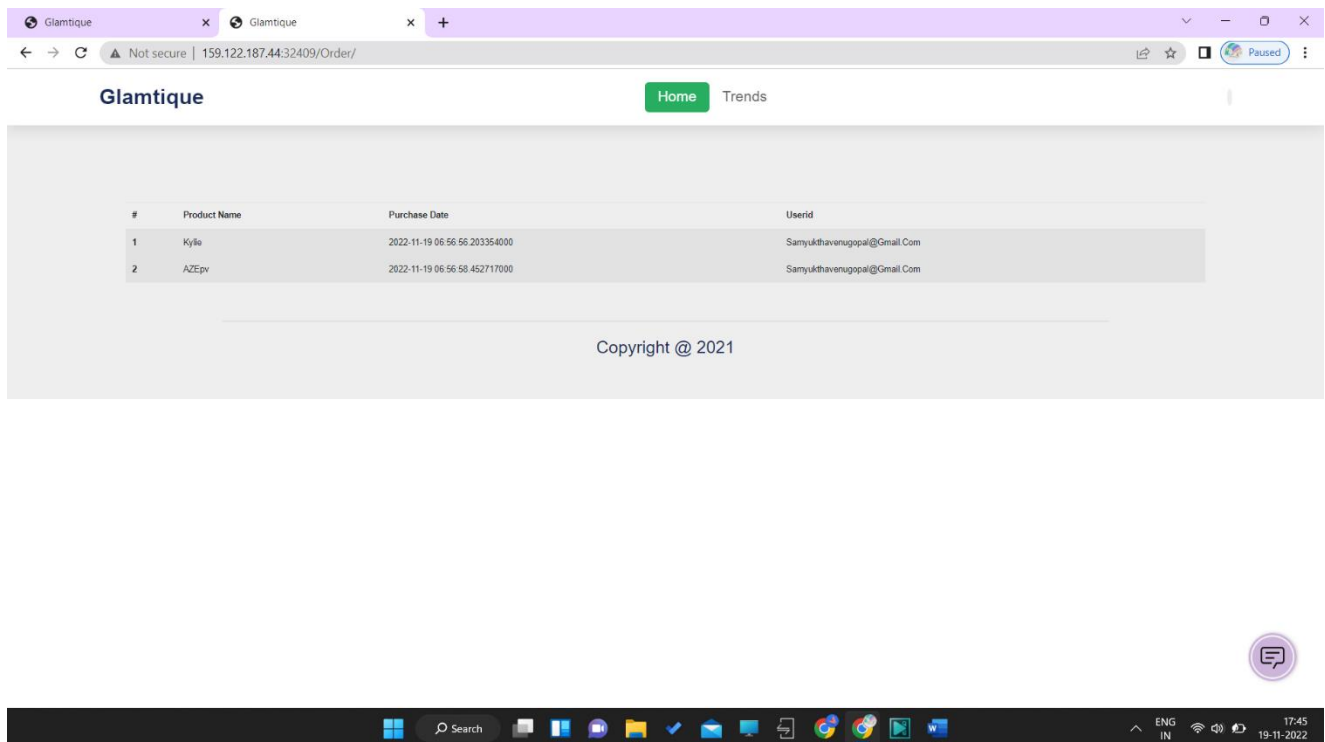 Glamtique
Glamtique
Not secure | 159.122.187.44:32409/Order/
Paused
Glamtique
Home Trends
# Product Name Purchase Date Userid
1 Kylie 2022-11-19 06:56:56.203354000 Samyukthavenugopal@Gmail.Com
2 AZEpv 2022-11-19 06:56:58.452717000 Samyukthavenugopal@Gmail.Com
Copyright @ 2021
Search
ENG
IN
17:45
19-11-2022